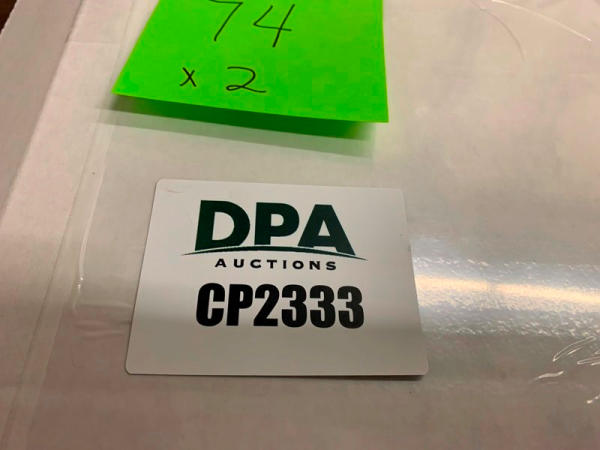 74
x 2
DPA
AUCTIONS
CP2333